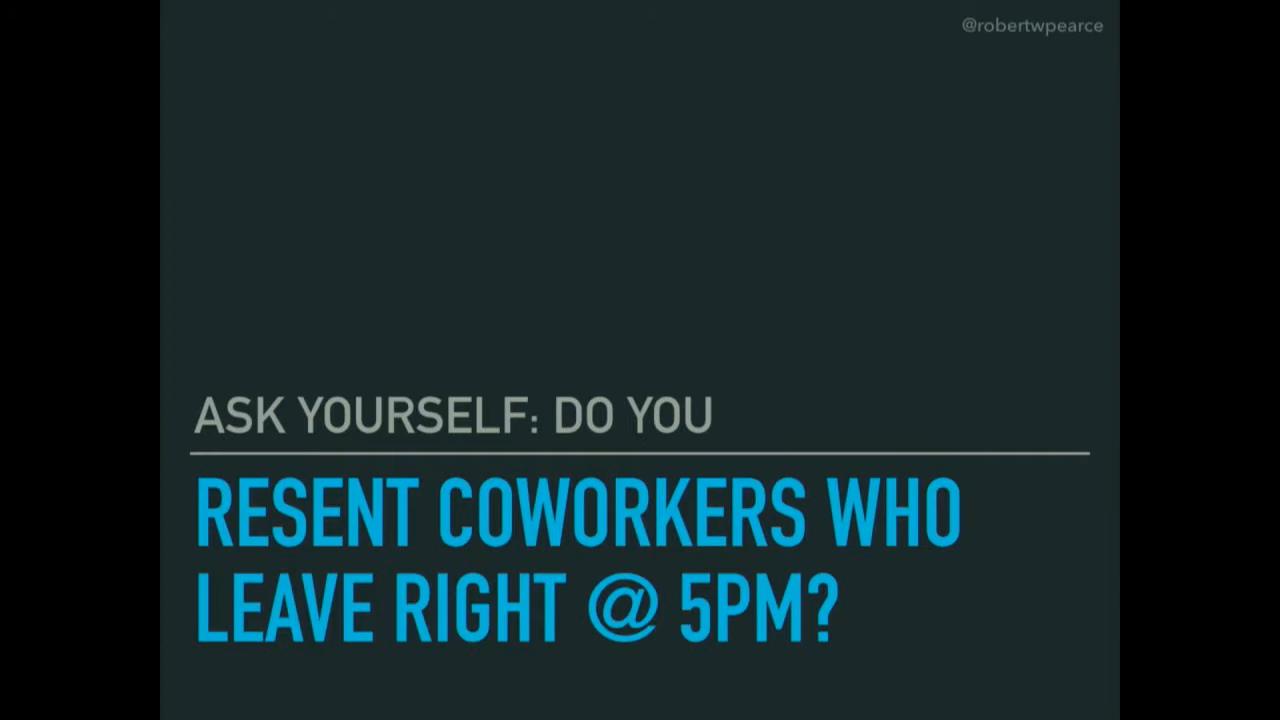 @robertwpearce
ASK YOURSELF: DO YOU
RESENT COWORKERS WHO
LEAVE RIGHT @ 5PM?